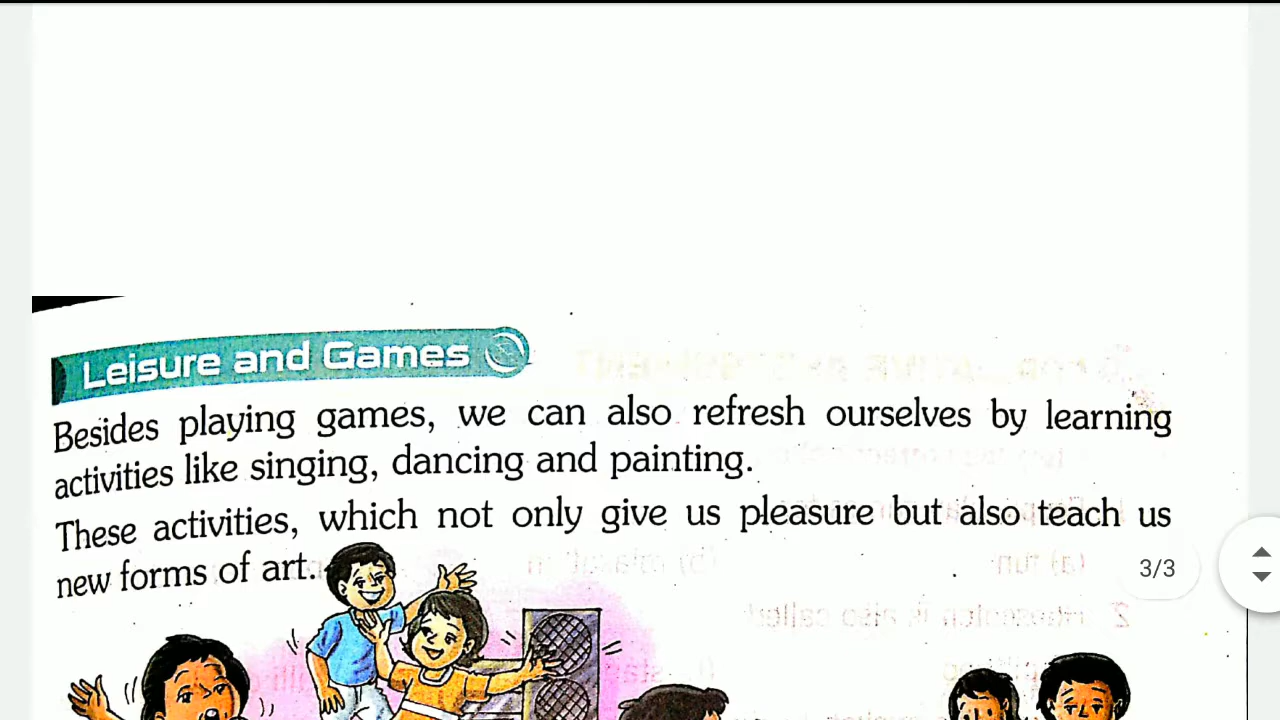 Leisure and Games
Besides playing games, we can also refresh ourselves by learning
activities like singing, dancing and painting.
These activities, which not only give us pleasure but also teach us
new forms of art.
3/3